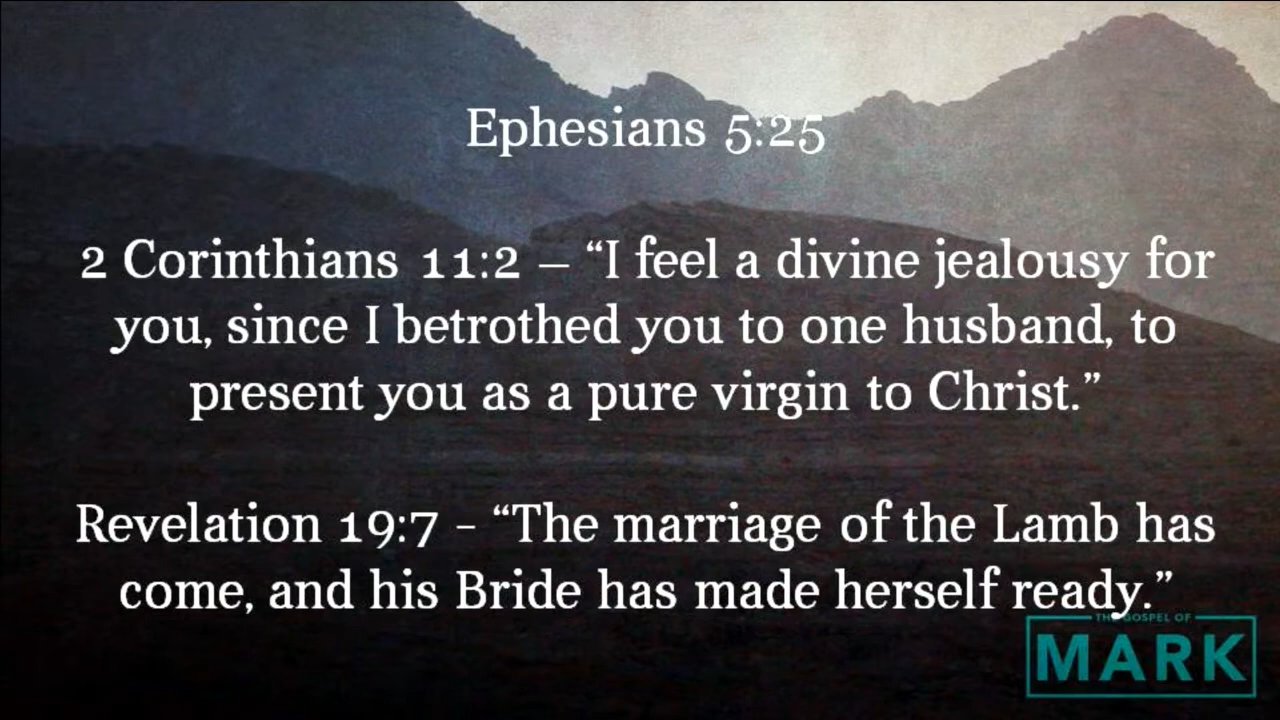 Ephesians 5:25
2 Corinthians 11:2 – “I feel a divine jealousy for
you, since I betrothed you to one husband, to
present you as a pure virgin to Christ.”
Revelation 19:7 - “The marriage of the Lamb has
come, and his Bride has made herself ready.”
THE GOSPEL OF
MARK